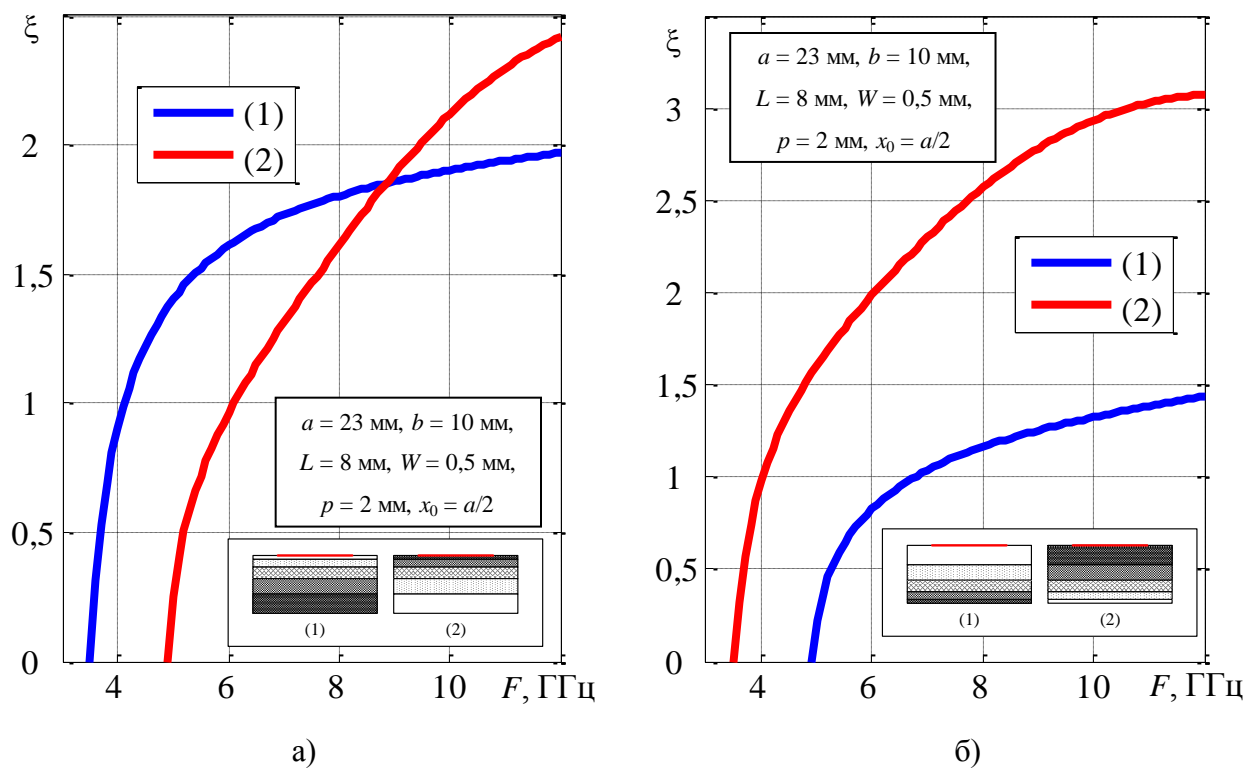 ξ
2
1,5
1
0,5
0
4
6
8
10
F, ГГц
(1)
(2)
a = 23 мм, b = 10 мм,
L = 8 мм, W = 0,5 мм,
p = 2 мм, x₀ = a/2
(1)
(2)
а)
ξ
3
2,5
2
1,5
1
0,5
0
4
6
8
10
F, ГГц
a = 23 мм, b = 10 мм,
L = 8 мм, W = 0,5 мм,
p = 2 мм, x₀ = a/2
(1)
(2)
(1)
(2)
б)